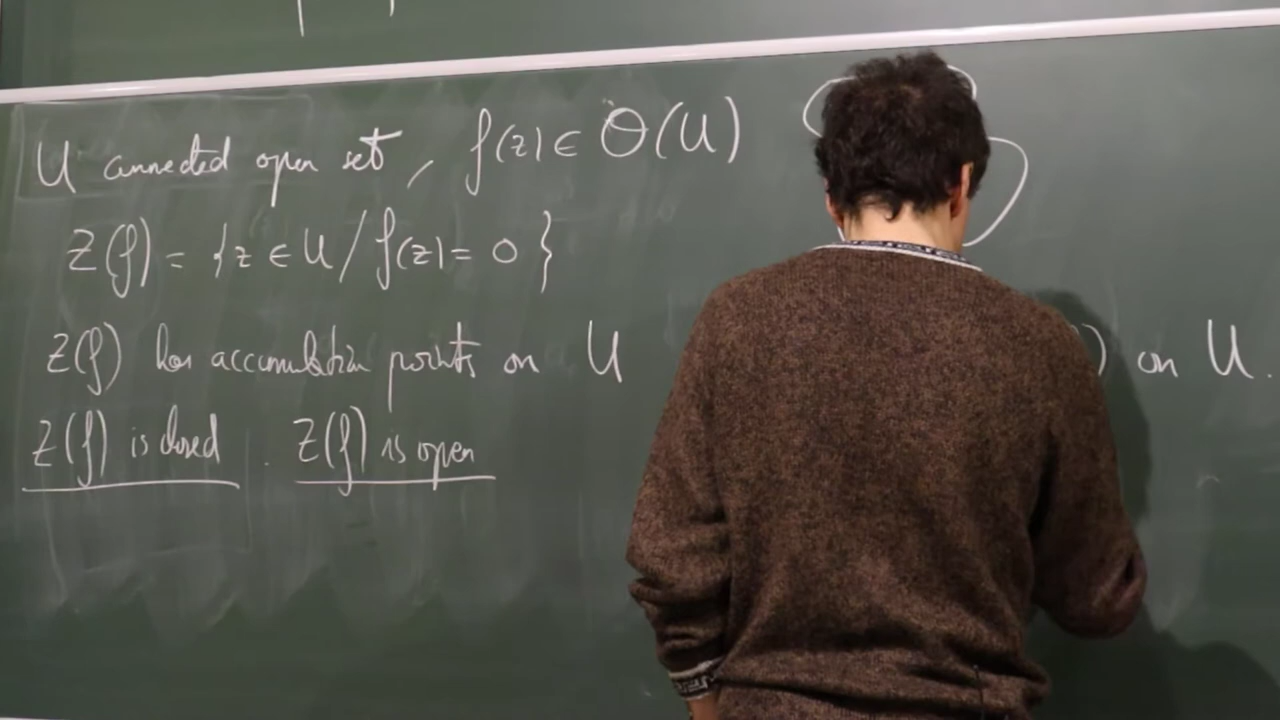 U connected open set, f(z) ∈ O(U)
Z(f) = {z ∈ U / f(z) = 0}
Z(f) has accumulation points on U ) on U.
Z(f) is closed. Z(f) is open